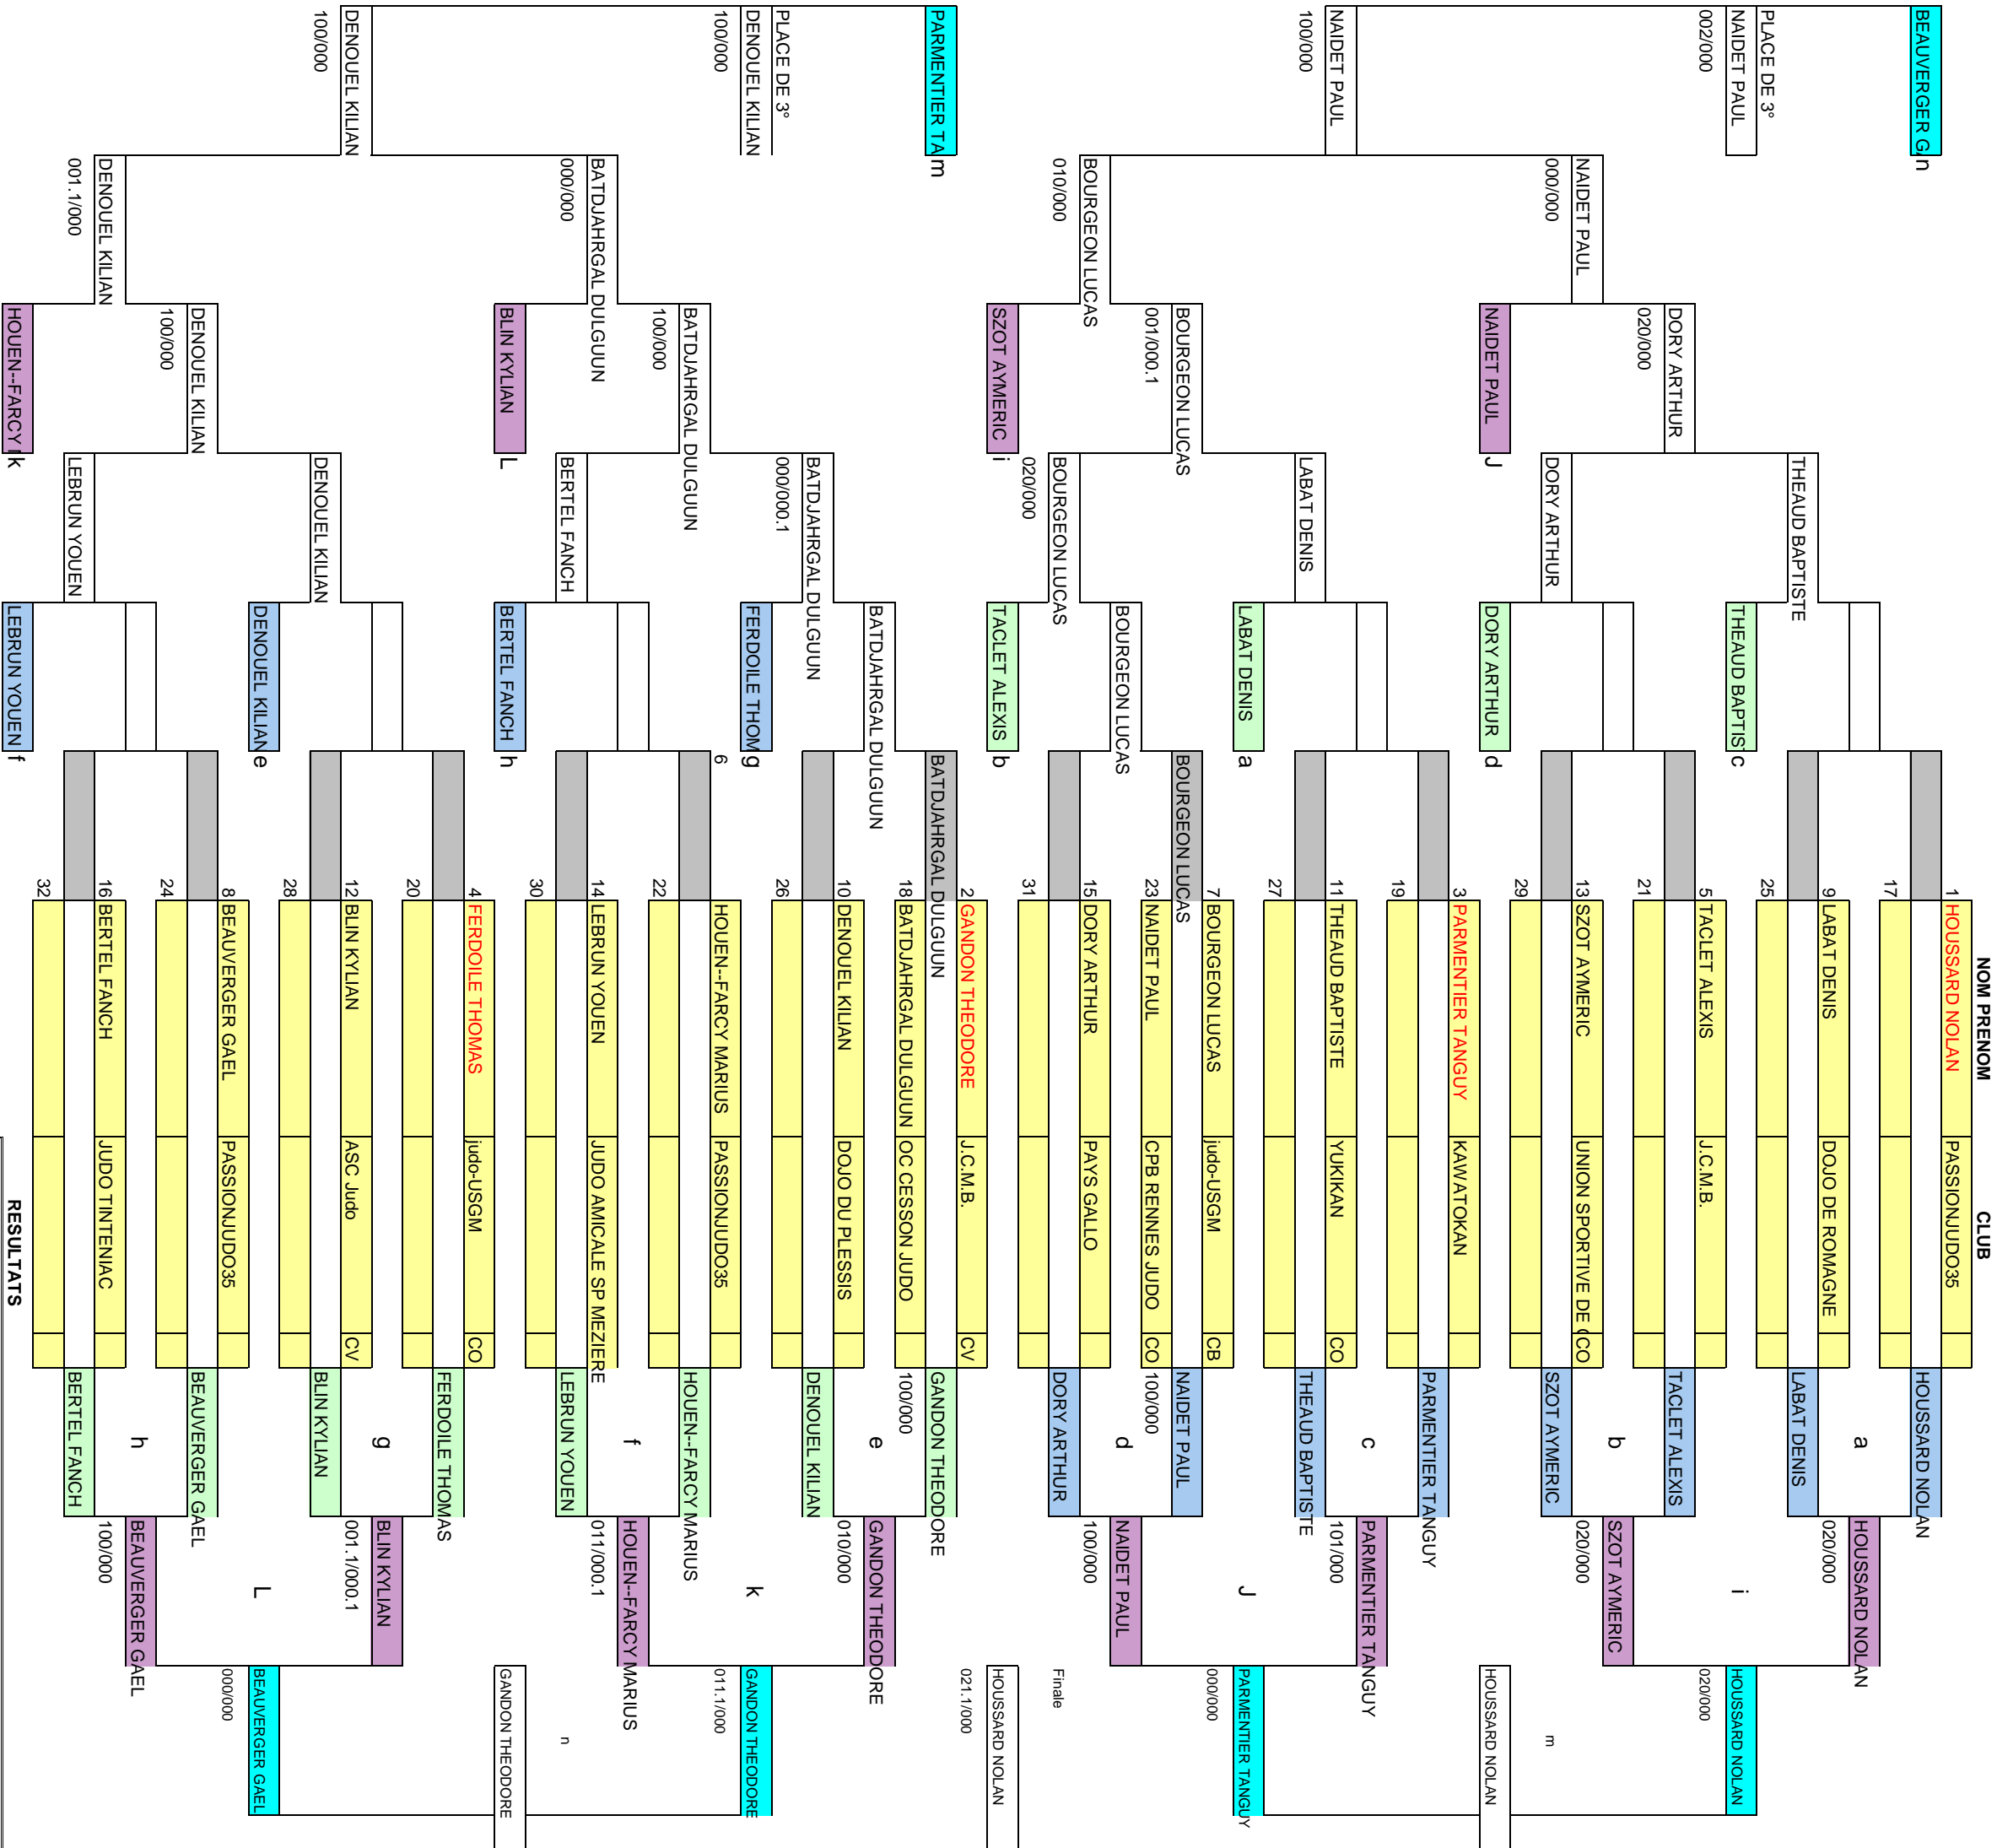 NOM PRENOM CLUB
1 HOUSSARD NOLAN PASSIONJUDO35
17
9 LABAT DENIS DOJO DE ROMAGNE
25
5 TACLET ALEXIS J.C.M.B.
21
13 SZOT AYMERIC UNION SPORTIVE DE CO
29
3 PARMENTIER TANGUY KAWATOKAN
19
11 THEAUD BAPTISTE YUKIKAN CO
27
7 BOURGEON LUCAS judo-USGM CB
23 NAIDET PAUL CPB RENNES JUDO CO
15 DORY ARTHUR PAYS GALLO
31
2 GANDON THEODORE J.C.M.B. CV
18 BATDJAHRGAL DULGUUN OC CESSON JUDO
10 DENOUEL KILIAN DOJO DU PLESSIS
26
6 HOUEN--FARCY MARIUS PASSIONJUDO35
22
14 LEBRUN YOUEN JUDO AMICALE SP MEZIERE
30
4 FERDOILE THOMAS judo-USGM CO
20
12 BLIN KYLIAN ASC Judo CV
28
8 BEAUVERGER GAEL PASSIONJUDO35
24
16 BERTEL FANCH JUDO TINTENIAC
32
RESULTATS
BEAUVERGER GA n
PLACE DE 3°
NAIDET PAUL
002/000
NAIDET PAUL
100/000
PARMENTIER TA m
PLACE DE 3°
DENOUEL KILIAN
100/000
DENOUEL KILIAN
100/000
NAIDET PAUL
000/000
BOURGEON LUCAS
010/000
BATDJAHRGAL DULGUUN
000/000
DENOUEL KILIAN
001.1/000
DORY ARTHUR
020/000
NAIDET PAUL J
BOURGEON LUCAS
001/000.1
SZOT AYMERIC i
BATDJAHRGAL DULGUUN
100/000
BLIN KYLIAN L
DENOUEL KILIAN
100/000
HOUEN--FARCY k
THEAUD BAPTISTE
DORY ARTHUR
LABAT DENIS
BOURGEON LUCAS
020/000
BATDJAHRGAL DULGUUN
000/000.1
BERTEL FANCH
DENOUEL KILIAN
LEBRUN YOUEN
THEAUD BAPTIST c
DORY ARTHUR d
LABAT DENIS a
BOURGEON LUCAS
TACLET ALEXIS b
BATDJAHRGAL DULGUUN
FERDOILE THOM g
BERTEL FANCH h
DENOUEL KILIAN e
LEBRUN YOUEN f
BOURGEON LUCAS
BATDJAHRGAL DULGUUN
HOUSSARD NOLAN
a
LABAT DENIS
TACLET ALEXIS
b
SZOT AYMERIC
PARMENTIER TANGUY
c
THEAUD BAPTISTE
NAIDET PAUL
100/000
d
DORY ARTHUR
GANDON THEODORE
100/000
e
DENOUEL KILIAN
HOUEN--FARCY MARIUS
f
LEBRUN YOUEN
FERDOILE THOMAS
g
BLIN KYLIAN
BEAUVERGER GAEL
h
BERTEL FANCH
HOUSSARD NOLAN
020/000
i
SZOT AYMERIC
020/000
PARMENTIER TANGUY
101/000
J
NAIDET PAUL
100/000
GANDON THEODORE
010/000
k
HOUEN--FARCY MARIUS
011/000.1
BLIN KYLIAN
001.1/000.1
L
BEAUVERGER GAEL
100/000
HOUSSARD NOLAN
020/000
m
HOUSSARD NOLAN
PARMENTIER TANGUY
000/000
Finale
HOUSSARD NOLAN
021.1/000
GANDON THEODORE
011.1/000
n
GANDON THEODORE
BEAUVERGER GAEL
000/000